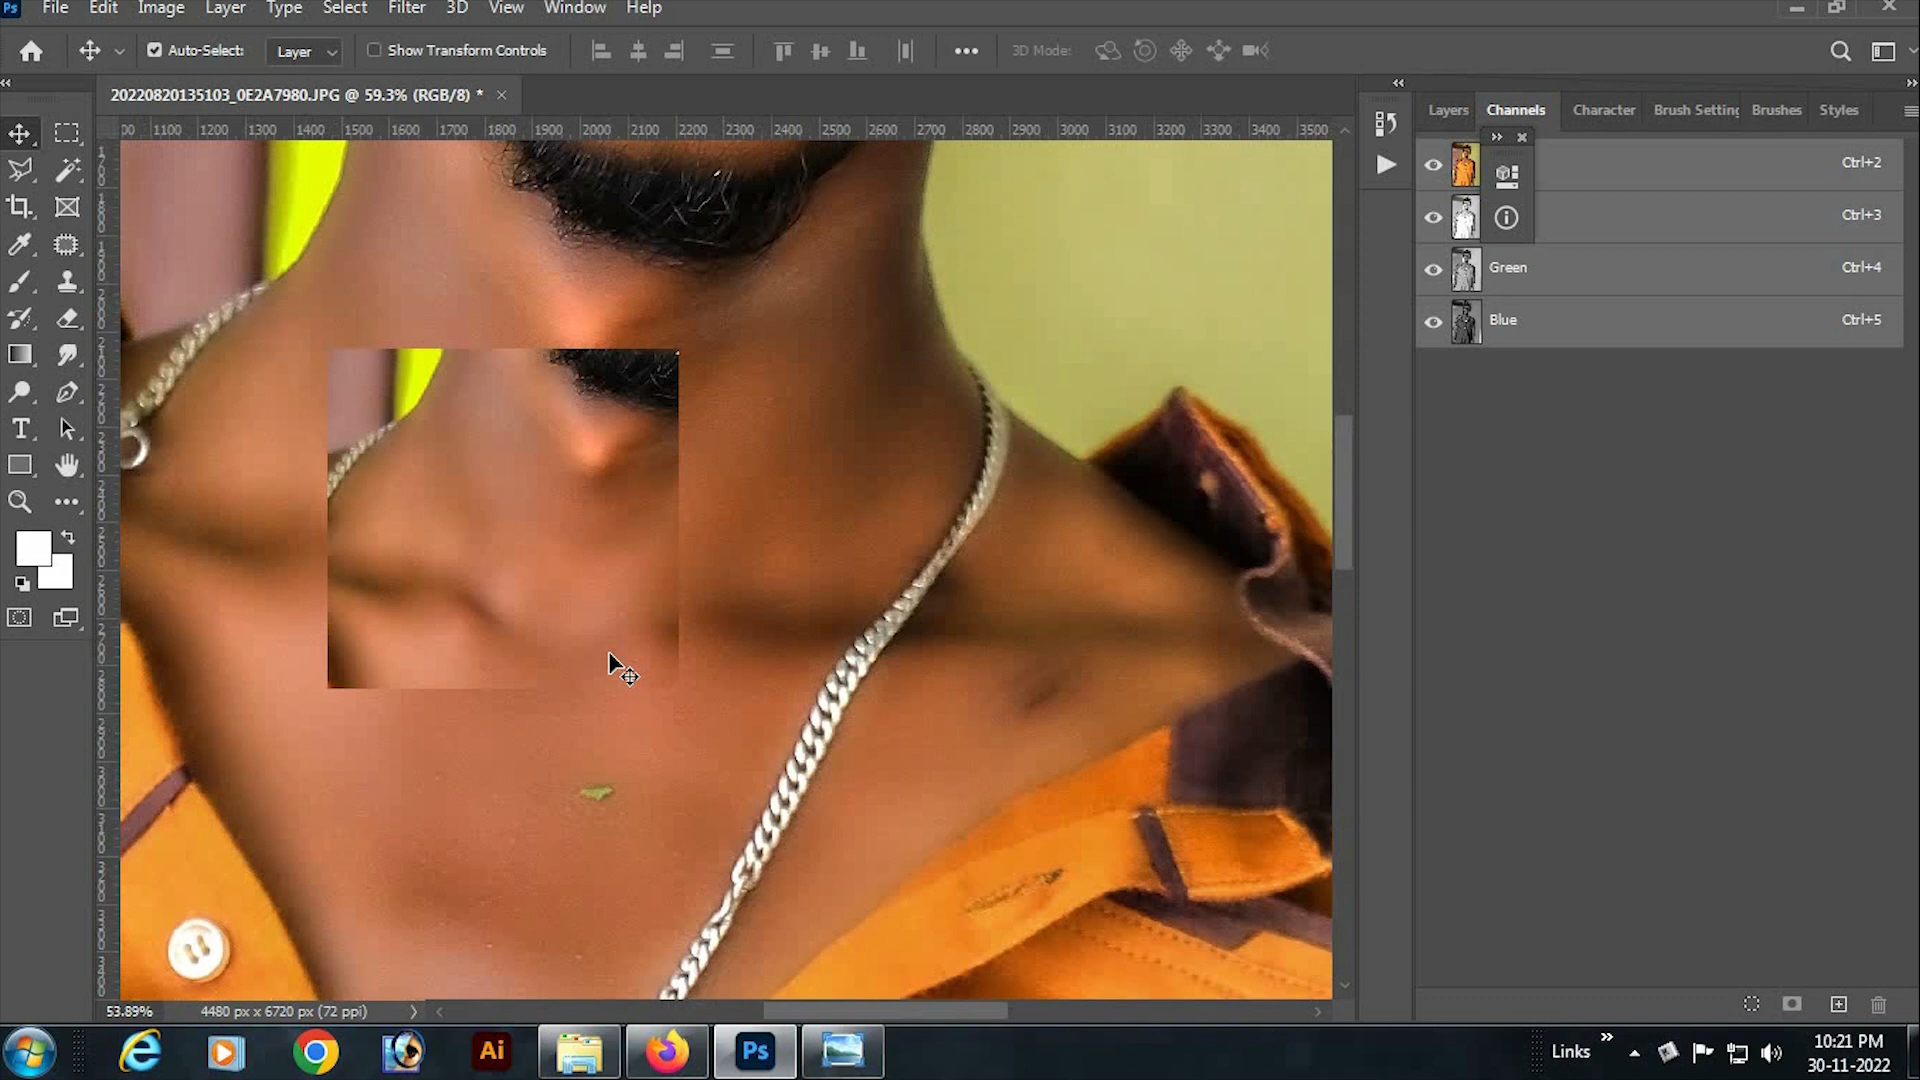 Ps File Edit Image Layer Type Select Filter 3D View Window Help
Auto-Select: Layer Show Transform Controls 3D Mode:
20220820135103_0E2A7980.JPG @ 59.3% (RGB/8) *
Layers Channels Character Brush Setting Brushes Styles
00 1100 1200 1300 1400 1500 1600 1700 1800 1900 2000 2100 2200 2300 2400 2500 2600 2700 2800 2900 3000 3100 3200 3300 3400 3500
Ctrl+2
Ctrl+3
Green Ctrl+4
Blue Ctrl+5
T
53.89% 4480 px x 6720 px (72 ppi)
Ai Ps Links
10:21 PM
30-11-2022